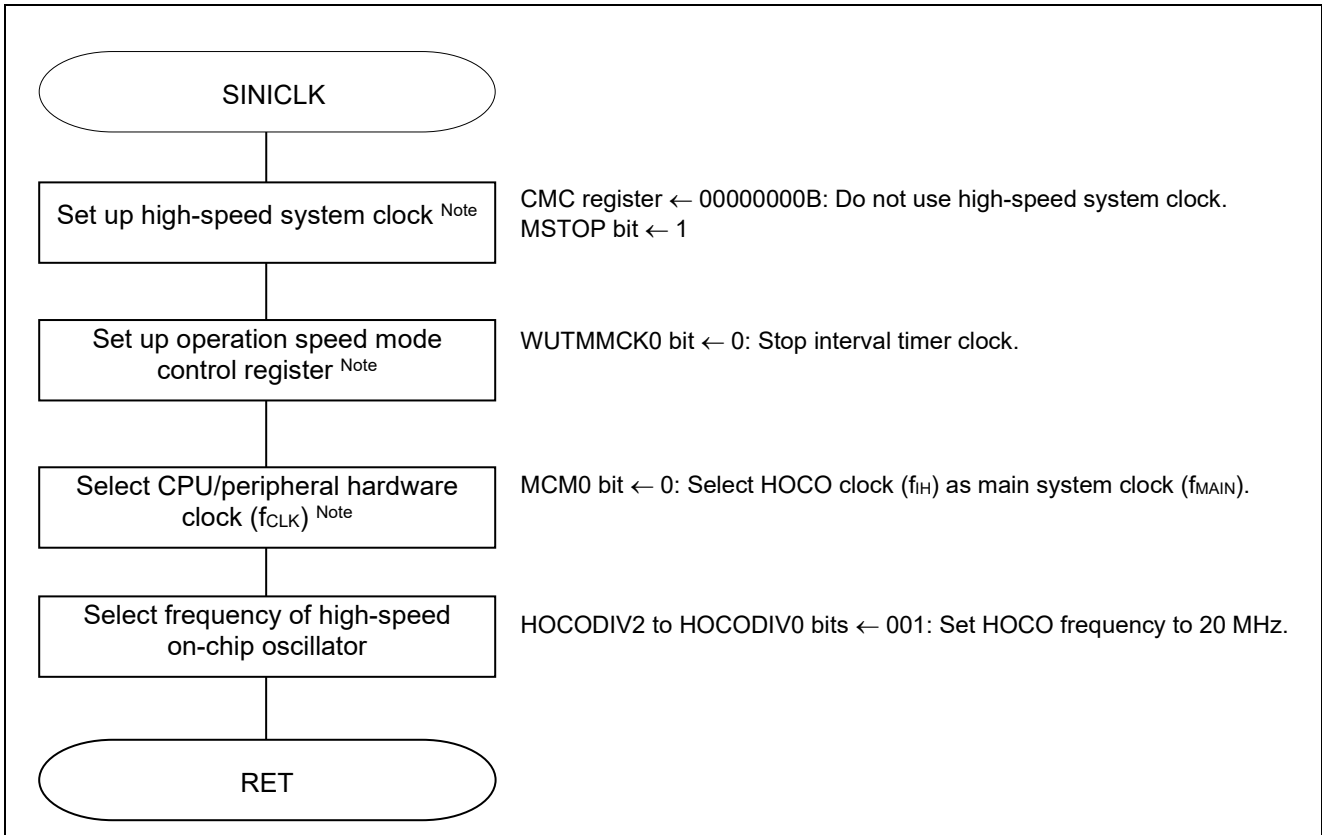 SINICLK
Set up high-speed system clock Note
CMC register ← 00000000B: Do not use high-speed system clock.
MSTOP bit ← 1
Set up operation speed mode
control register Note
WUTMMCK0 bit ← 0: Stop interval timer clock.
Select CPU/peripheral hardware
clock (fCLK) Note
MCM0 bit ← 0: Select HOCO clock (fIH) as main system clock (fMAIN).
Select frequency of high-speed
on-chip oscillator
HOCODIV2 to HOCODIV0 bits ← 001: Set HOCO frequency to 20 MHz.
RET